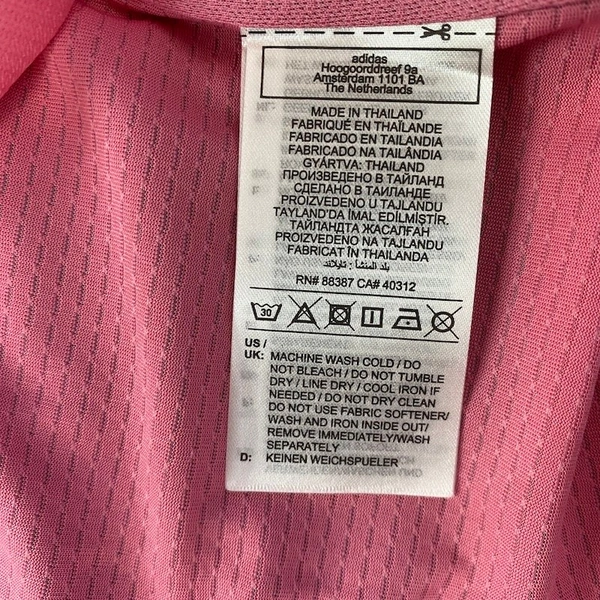 adidas
Hoogoorddreef 9a
Amsterdam 1101 BA
The Netherlands
MADE IN THAILAND
FABRIQUÉ EN THAÏLANDE
FABRICADO EN TAILANDIA
FABRICADO NA TAILÂNDIA
GYÁRTVA: THAILAND
ПРОИЗВЕДЕНО В ТАЙЛАНД
СДЕЛАНО В ТАИЛАНДЕ
PROIZVEDENO U TAJLANDU
TAYLAND'DA İMAL EDİLMİŞTİR.
ТАЙЛАНДТА ЖАСАЛҒАН
PROIZVEDENO NA TAJLANDU
FABRICAT ÎN THAILANDA
بلد المنشأ : تايلاند
RN# 88387 CA# 40312
30
US /
UK: MACHINE WASH COLD / DO
NOT BLEACH / DO NOT TUMBLE
DRY / LINE DRY / COOL IRON IF
NEEDED / DO NOT DRY CLEAN
DO NOT USE FABRIC SOFTENER/
WASH AND IRON INSIDE OUT/
REMOVE IMMEDIATELY/WASH
SEPARATELY
D: KEINEN WEICHSPUELER